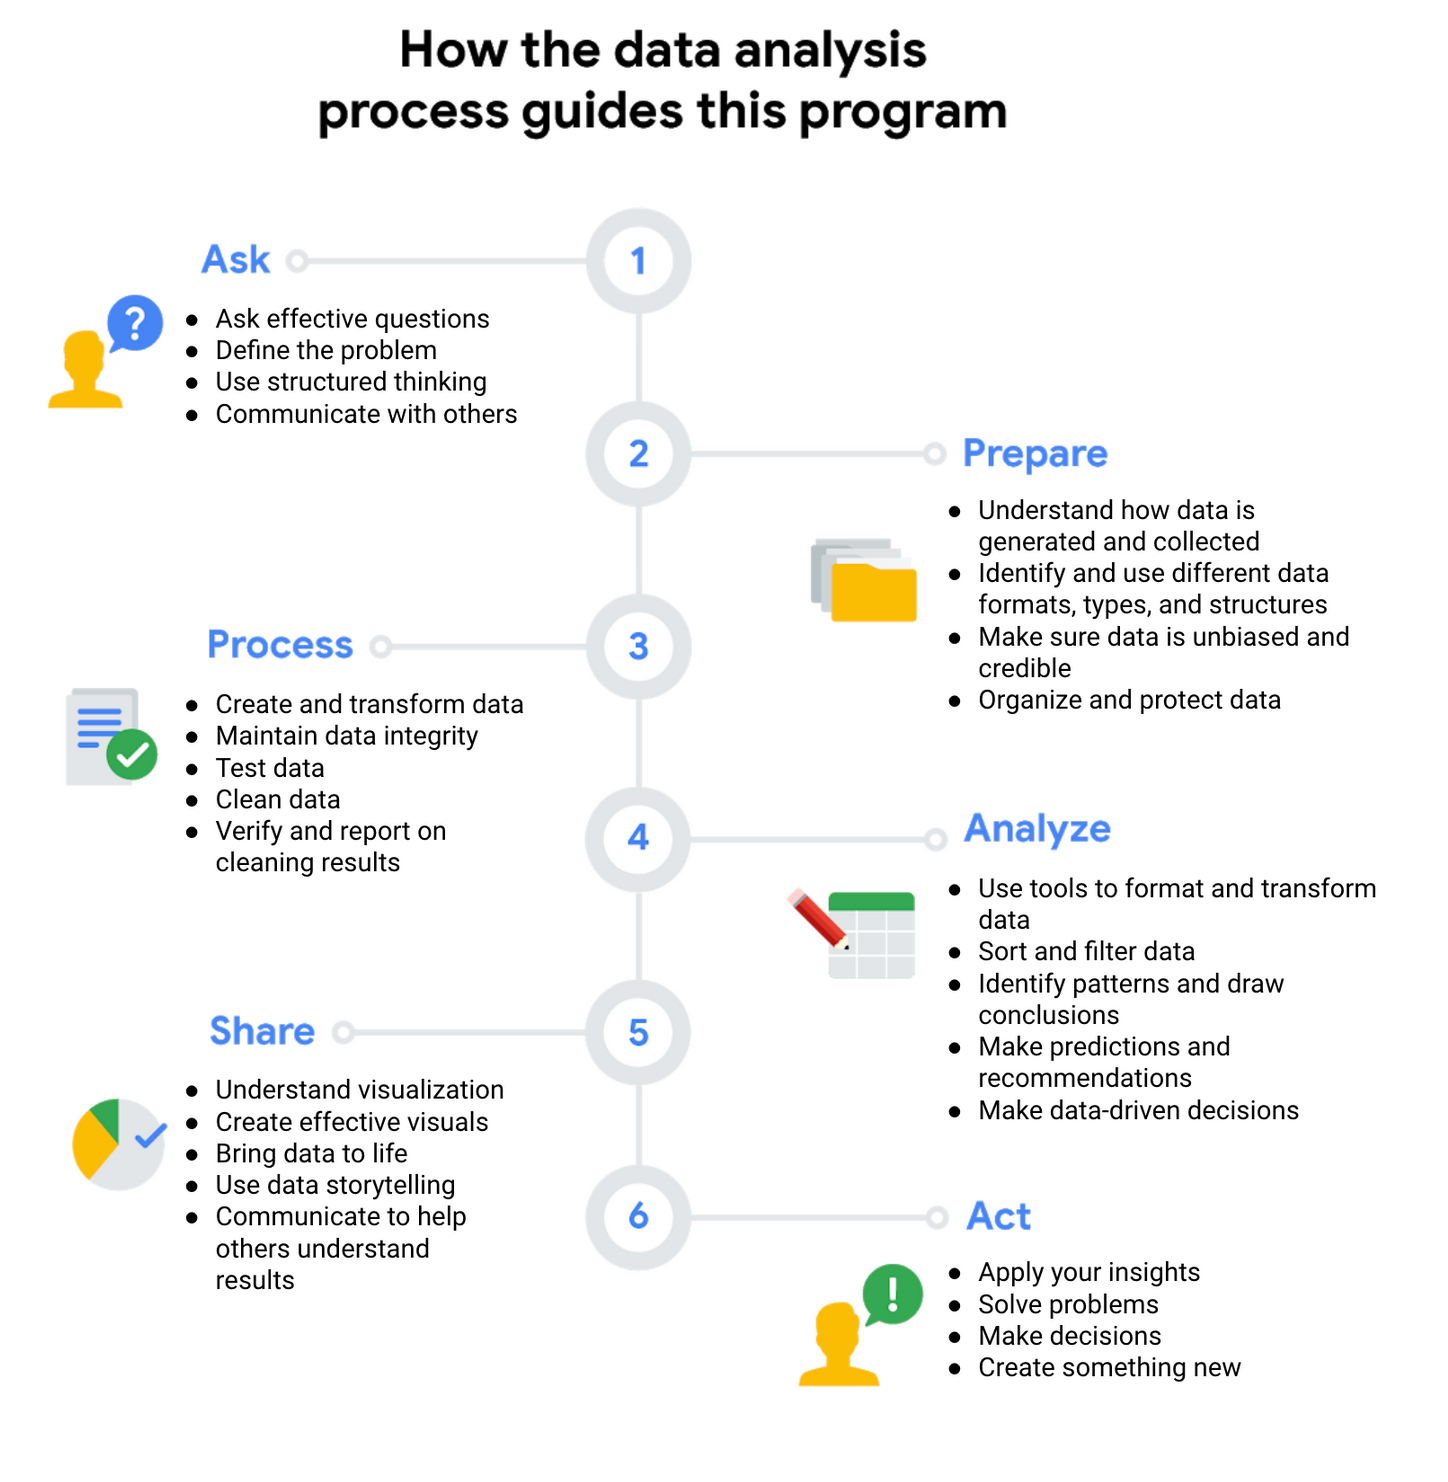 How the data analysis
process guides this program
1
Ask
● Ask effective questions
● Define the problem
● Use structured thinking
● Communicate with others
2
Prepare
● Understand how data is
generated and collected
● Identify and use different data
formats, types, and structures
● Make sure data is unbiased and
credible
● Organize and protect data
3
Process
● Create and transform data
● Maintain data integrity
● Test data
● Clean data
● Verify and report on
cleaning results
4
Analyze
● Use tools to format and transform
data
● Sort and filter data
● Identify patterns and draw
conclusions
● Make predictions and
recommendations
● Make data-driven decisions
5
Share
● Understand visualization
● Create effective visuals
● Bring data to life
● Use data storytelling
● Communicate to help
others understand
results
6
Act
● Apply your insights
● Solve problems
● Make decisions
● Create something new
?
!